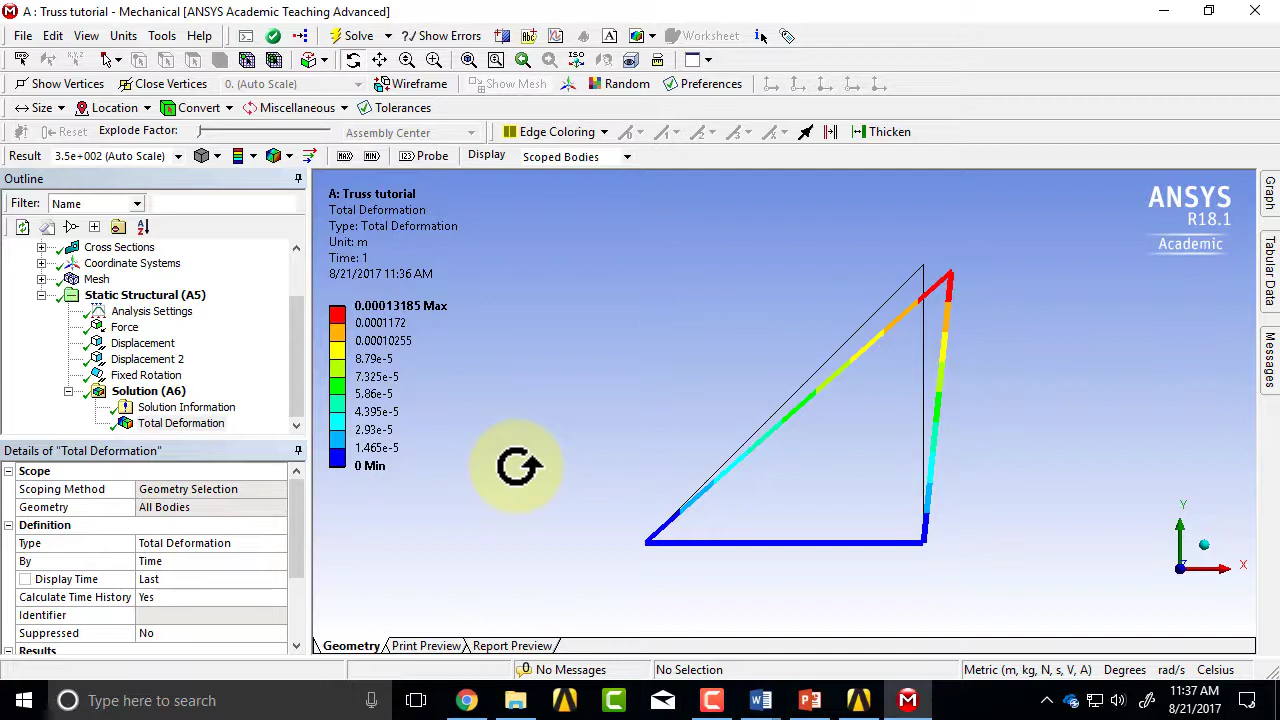 A : Truss tutorial - Mechanical [ANSYS Academic Teaching Advanced]
File Edit View Units Tools Help Solve Show Errors Worksheet
Show Vertices Close Vertices 0. (Auto Scale) Wireframe Show Mesh Random Preferences
Size Location Convert Miscellaneous Tolerances
Reset Explode Factor: Assembly Center Edge Coloring Thicken
Result 3.5e+002 (Auto Scale) MAX MIN 123 Probe Display Scoped Bodies
Outline
Filter: Name
Cross Sections
Coordinate Systems
Mesh
Static Structural (A5)
Analysis Settings
Force
Displacement
Displacement 2
Fixed Rotation
Solution (A6)
Solution Information
Total Deformation
Details of "Total Deformation"
Scope
Scoping Method Geometry Selection
Geometry All Bodies
Definition
Type Total Deformation
By Time
Display Time Last
Calculate Time History Yes
Identifier
Suppressed No
Results
A: Truss tutorial
Total Deformation
Type: Total Deformation
Unit: m
Time: 1
8/21/2017 11:36 AM
0.00013185 Max
0.0001172
0.00010255
8.79e-5
7.325e-5
5.86e-5
4.395e-5
2.93e-5
1.465e-5
0 Min
ANSYS
R18.1
Academic
Y
X
Z
Graph
Tabular Data
Messages
Geometry Print Preview Report Preview
0 No Messages No Selection Metric (m, kg, N, s, V, A) Degrees rad/s Celsius
Type here to search
11:37 AM
8/21/2017